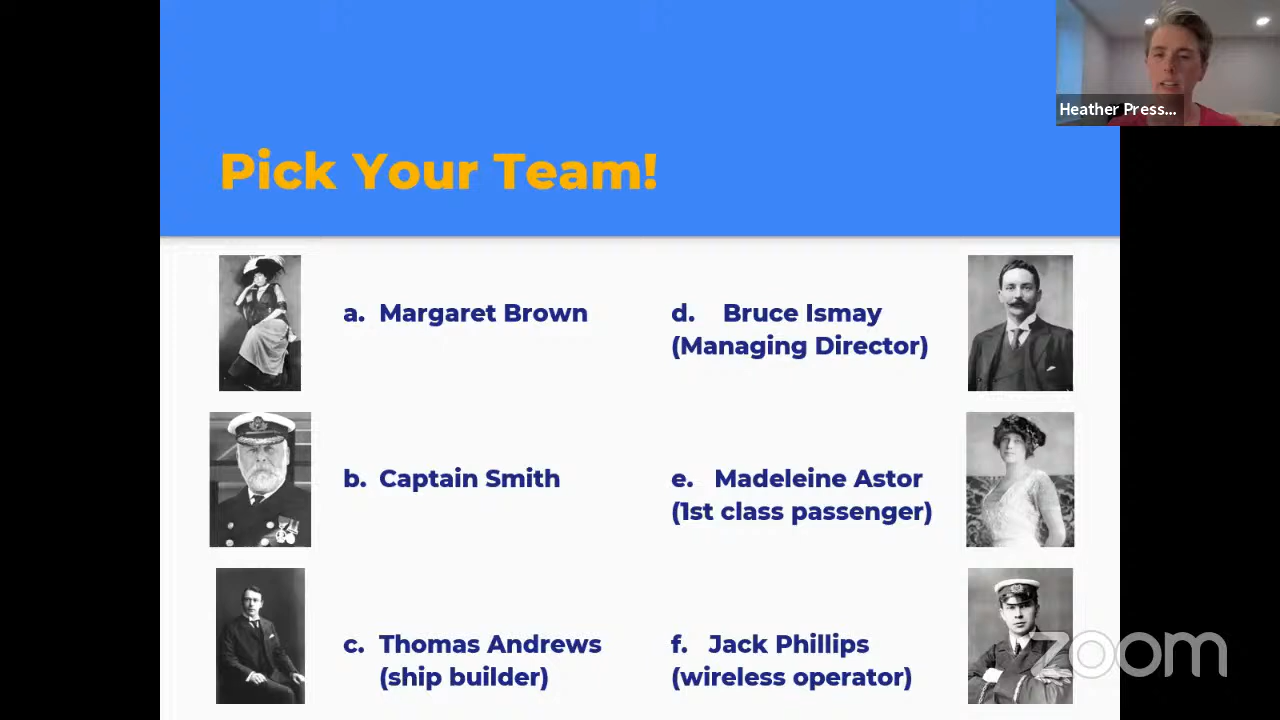 Heather Press...
Pick Your Team!
a. Margaret Brown
b. Captain Smith
c. Thomas Andrews
(ship builder)
d. Bruce Ismay
(Managing Director)
e. Madeleine Astor
(1st class passenger)
f. Jack Phillips
(wireless operator)
zoom